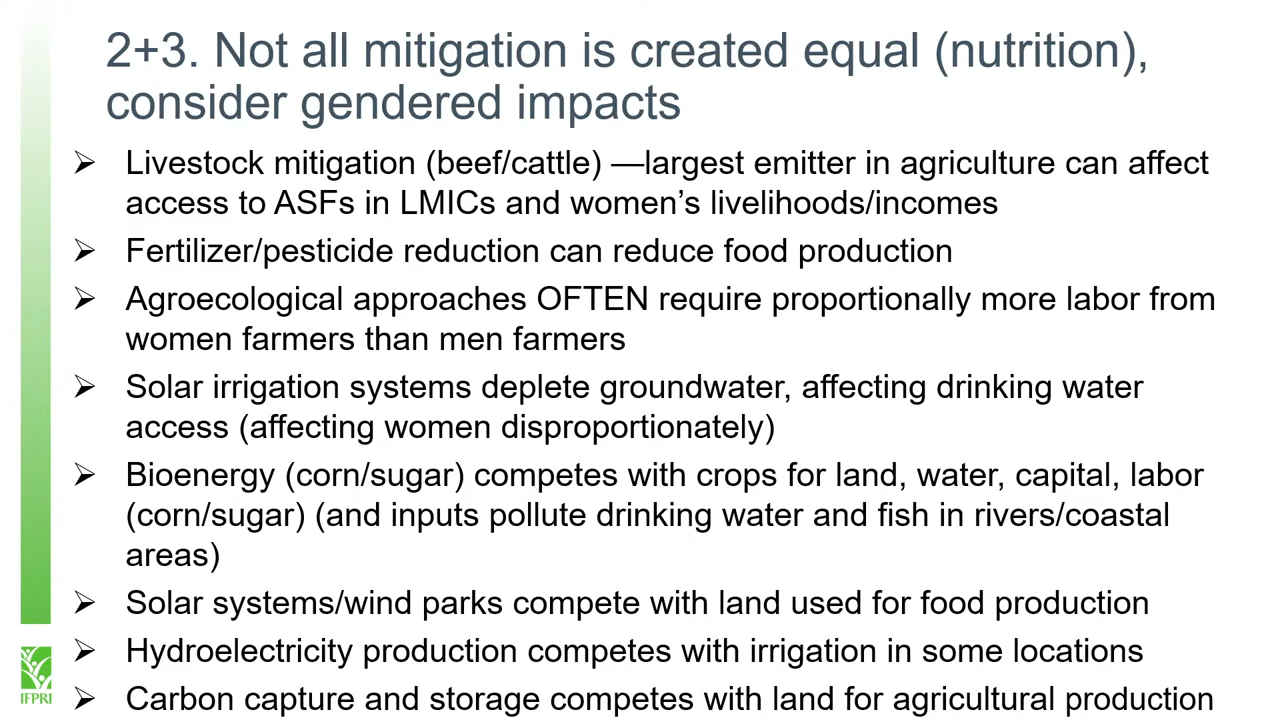 2+3. Not all mitigation is created equal (nutrition),
consider gendered impacts
➢ Livestock mitigation (beef/cattle) —largest emitter in agriculture can affect
access to ASFs in LMICs and women’s livelihoods/incomes
➢ Fertilizer/pesticide reduction can reduce food production
➢ Agroecological approaches OFTEN require proportionally more labor from
women farmers than men farmers
➢ Solar irrigation systems deplete groundwater, affecting drinking water
access (affecting women disproportionately)
➢ Bioenergy (corn/sugar) competes with crops for land, water, capital, labor
(corn/sugar) (and inputs pollute drinking water and fish in rivers/coastal
areas)
➢ Solar systems/wind parks compete with land used for food production
➢ Hydroelectricity production competes with irrigation in some locations
➢ Carbon capture and storage competes with land for agricultural production
IFPRI